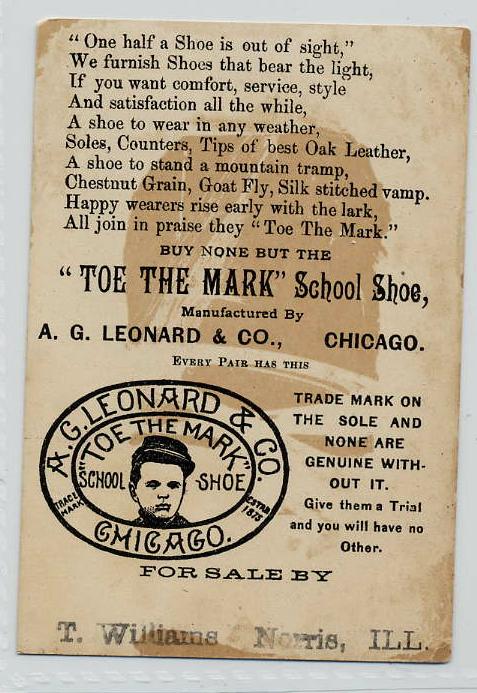 “One half a Shoe is out of sight,”
We furnish Shoes that bear the light,
If you want comfort, service, style
And satisfaction all the while,
A shoe to wear in any weather,
Soles, Counters, Tips of best Oak Leather,
A shoe to stand a mountain tramp,
Chestnut Grain, Goat Fly, Silk stitched vamp.
Happy wearers rise early with the lark,
All join in praise they “Toe The Mark.”
BUY NONE BUT THE
“TOE THE MARK” School Shoe,
Manufactured By
A. G. LEONARD & CO., CHICAGO.
EVERY PAIR HAS THIS
A. G. LEONARD & CO.
“TOE THE MARK”
SCHOOL SHOE
TRADE MARK
ESTAB 1875
CHICAGO.
TRADE MARK ON
THE SOLE AND
NONE ARE
GENUINE WITH-
OUT IT.
Give them a Trial
and you will have no
Other.
FOR SALE BY
T. Williams Norris, ILL.